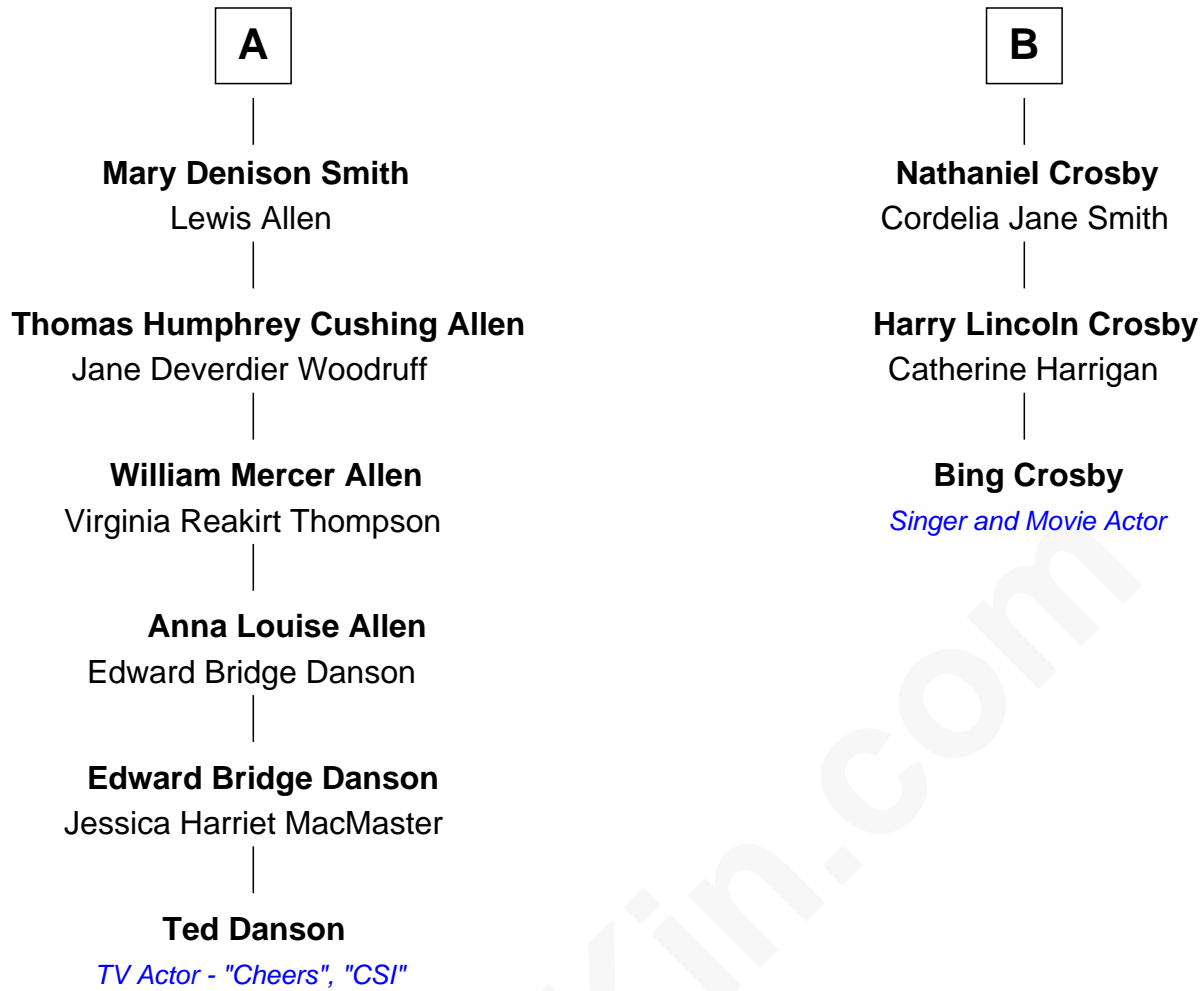 A
Mary Denison Smith
Lewis Allen
Thomas Humphrey Cushing Allen
Jane Deverdier Woodruff
William Mercer Allen
Virginia Reakirt Thompson
Anna Louise Allen
Edward Bridge Danson
Edward Bridge Danson
Jessica Harriet MacMaster
Ted Danson
TV Actor - "Cheers", "CSI"
B
Nathaniel Crosby
Cordelia Jane Smith
Harry Lincoln Crosby
Catherine Harrigan
Bing Crosby
Singer and Movie Actor
in.com